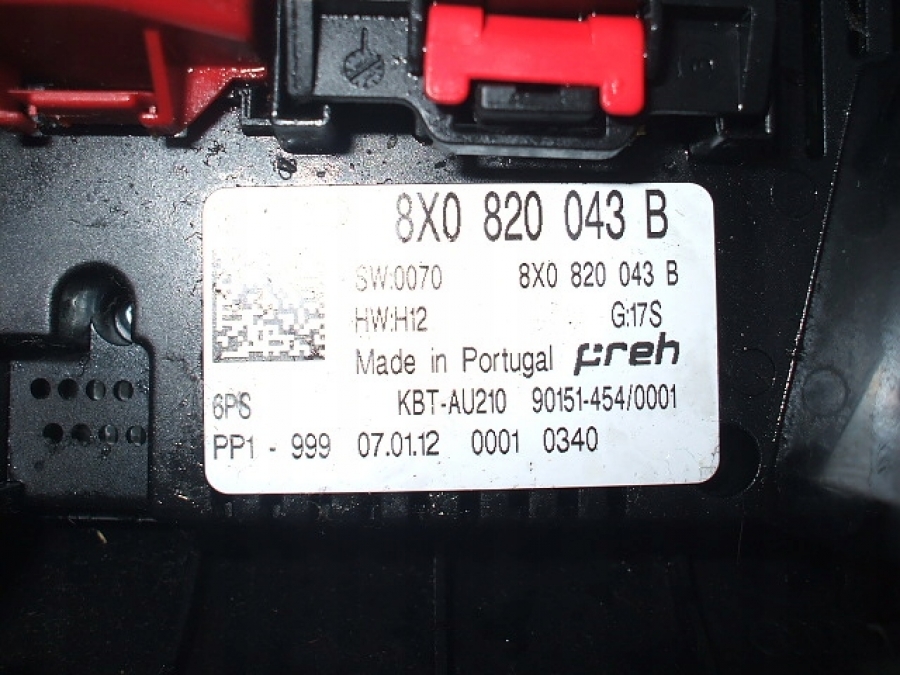 8X0 820 043 B
SW:0070 8X0 820 043 B
HW:H12 G:17S
Made in Portugal preh
6PS KBT-AU210 90151-454/0001
PP1 - 999 07.01.12 0001 0340